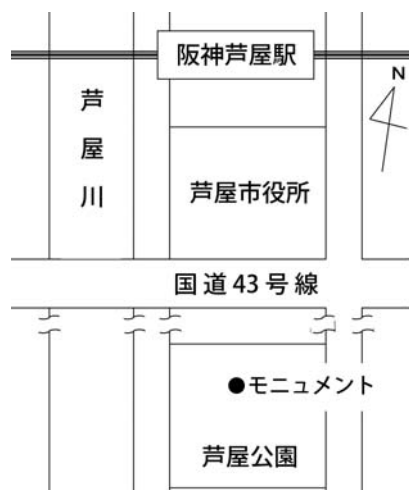 阪神芦屋駅
N
芦屋川
芦屋市役所
国道43号線
●モニュメント
芦屋公園